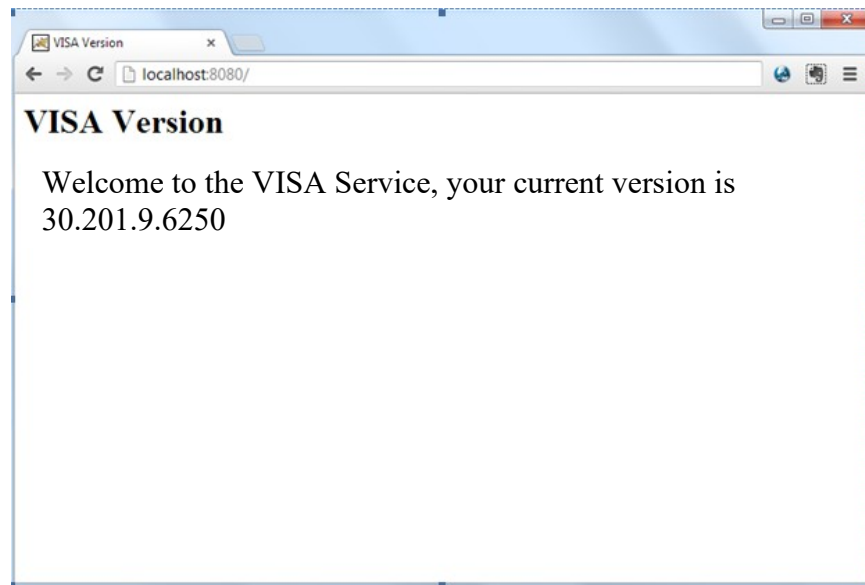 VISA Version
localhost:8080/
VISA Version
Welcome to the VISA Service, your current version is
30.201.9.6250